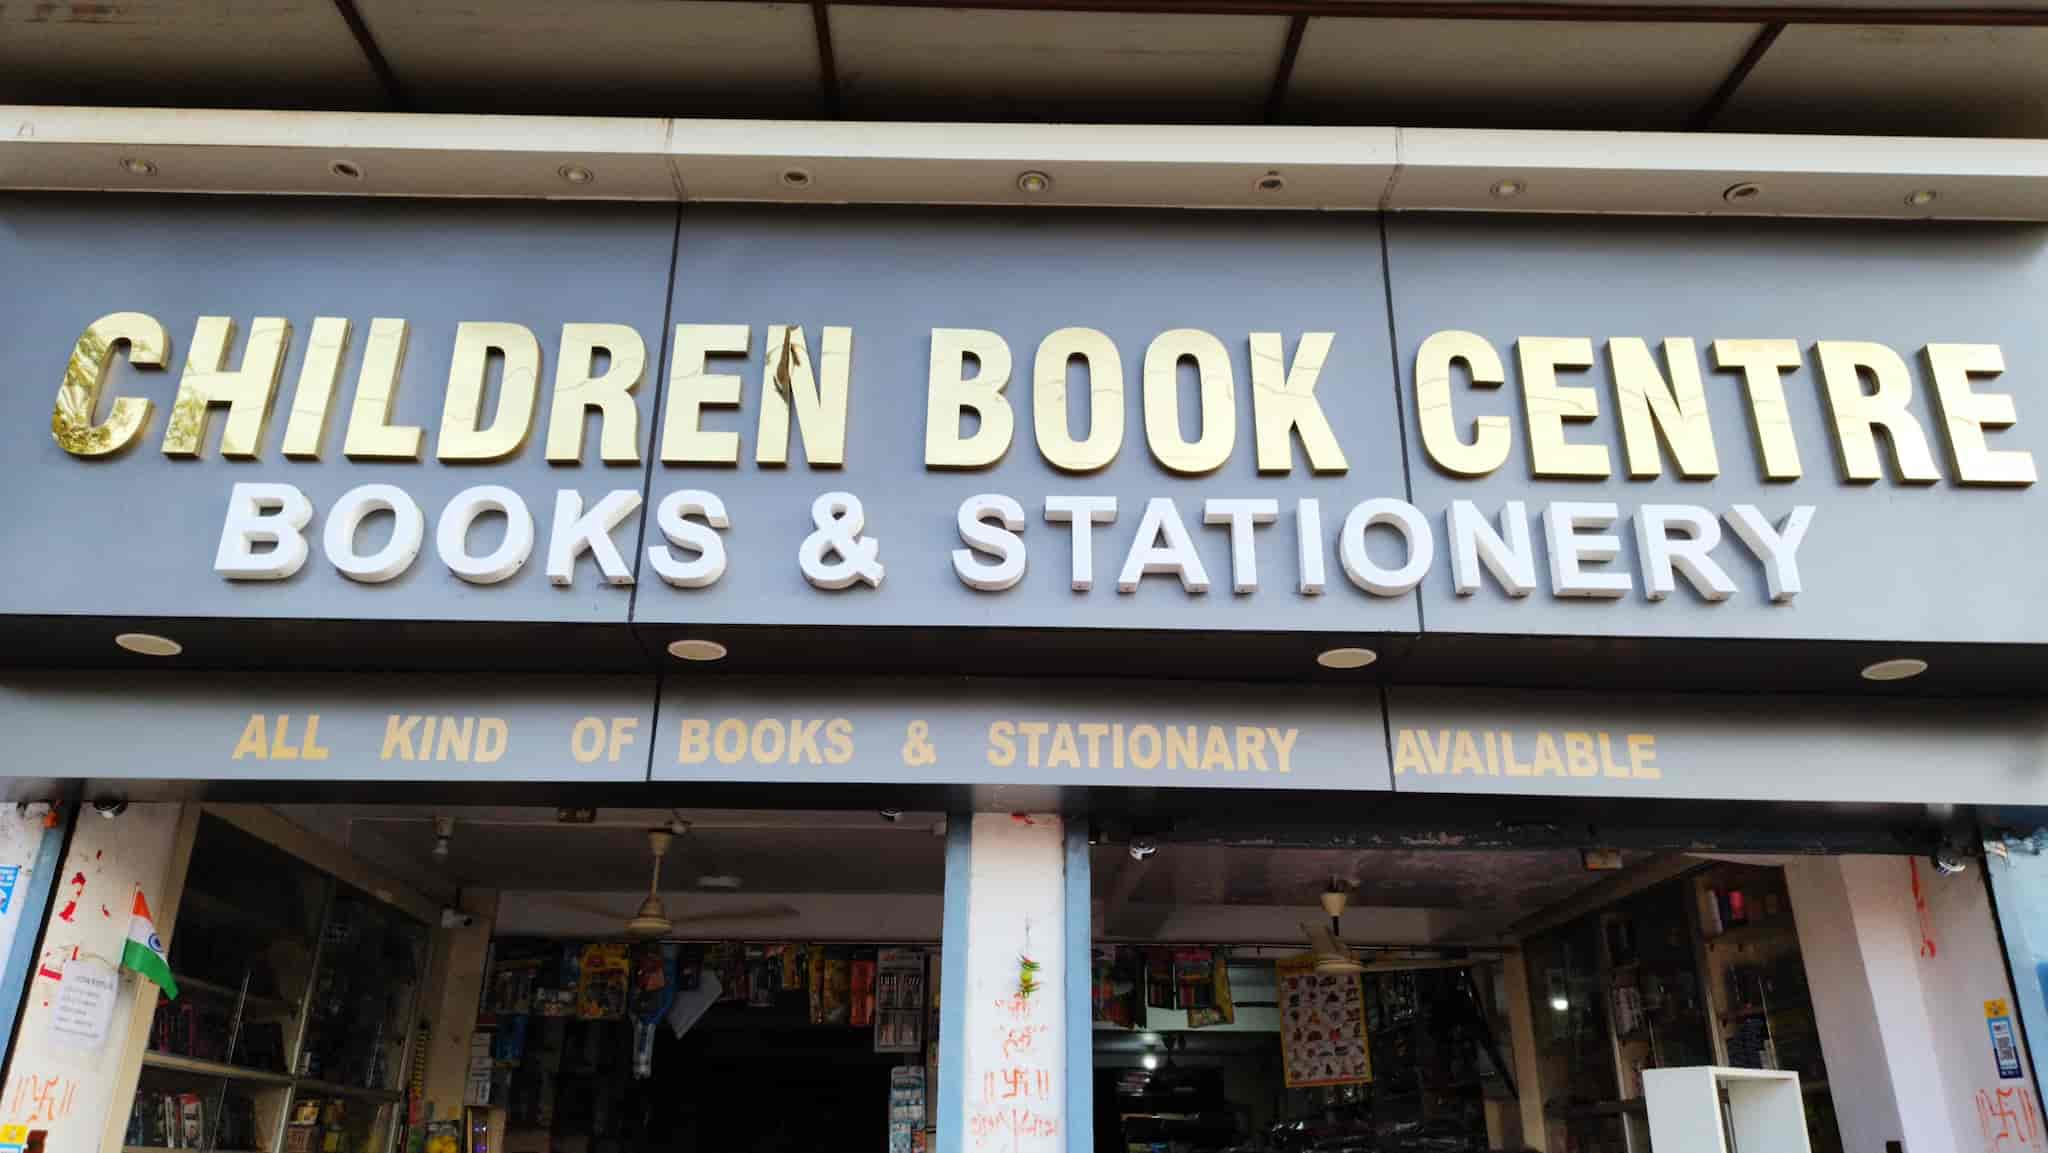 CHILDREN BOOK CENTRE
BOOKS & STATIONERY
ALL KIND OF BOOKS & STATIONARY AVAILABLE